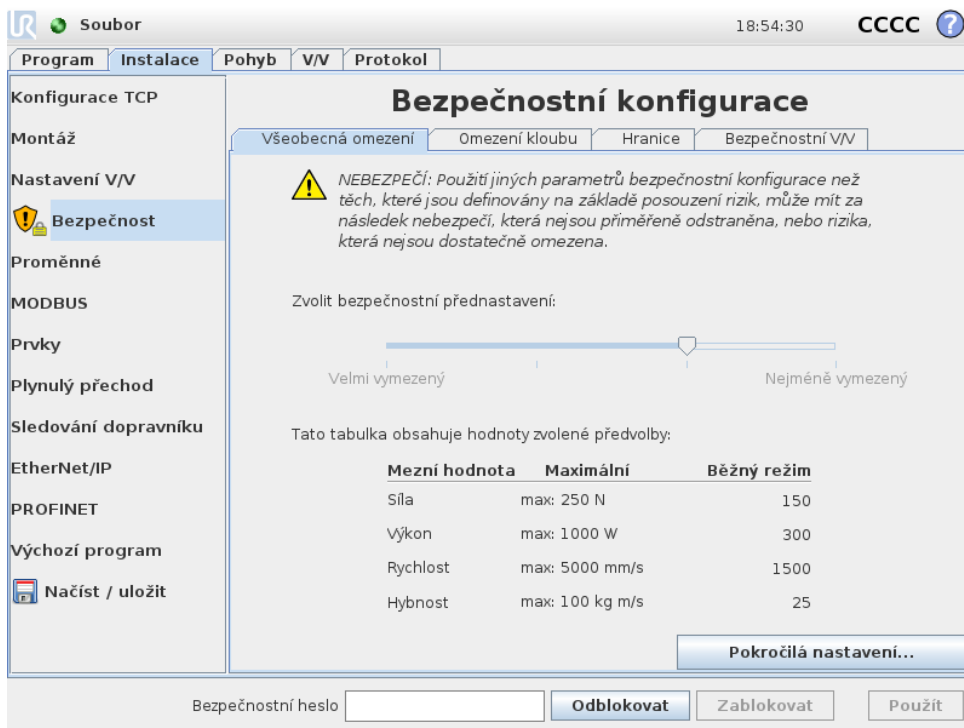 UR Soubor 18:54:30 CCCC ?
Program Instalace Pohyb V/V Protokol
Konfigurace TCP
Montáž
Nastavení V/V
Bezpečnost
Proměnné
MODBUS
Prvky
Plynulý přechod
Sledování dopravníku
EtherNet/IP
PROFINET
Výchozí program
Načíst / uložit
Bezpečnostní konfigurace
Všeobecná omezení Omezení kloubu Hranice Bezpečnostní V/V
NEBEZPEČÍ: Použití jiných parametrů bezpečnostní konfigurace než
těch, které jsou definovány na základě posouzení rizik, může mít za
následek nebezpečí, která nejsou přiměřeně odstraněna, nebo rizika,
která nejsou dostatečně omezena.
Zvolit bezpečnostní přednastavení:
Velmi vymezený Nejméně vymezený
Tato tabulka obsahuje hodnoty zvolené předvolby:
Mezní hodnota Maximální Běžný režim
Síla max: 250 N 150
Výkon max: 1000 W 300
Rychlost max: 5000 mm/s 1500
Hybnost max: 100 kg m/s 25
Pokročilá nastavení...
Bezpečnostní heslo Odblokovat Zablokovat Použít